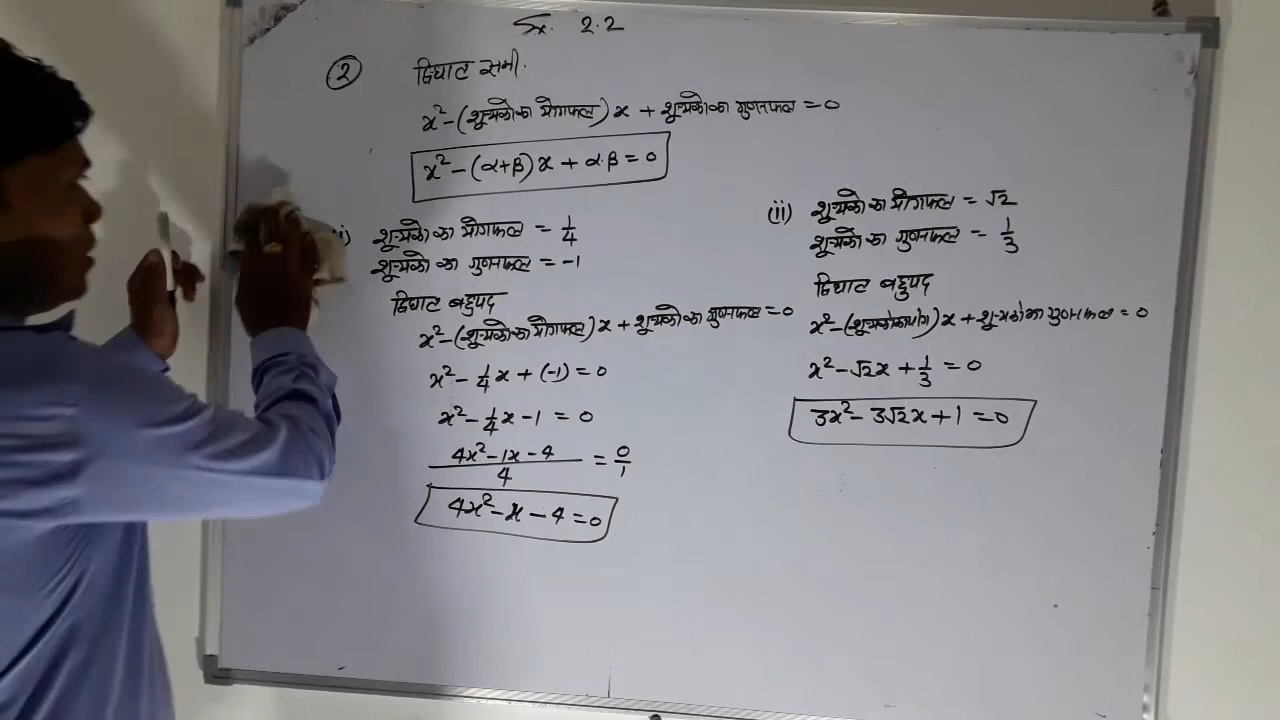 Ex. 2.2
② द्विघात समी.
x² - (शून्यकों का योगफल) x + शून्यकों का गुणनफल = 0
x² - (α+β) x + α.β = 0
i) शून्यकों का योगफल = 1/4
शून्यकों का गुणनफल = -1
द्विघात बहुपद
x² - (शून्यकों का योगफल) x + शून्यकों का गुणनफल = 0
x² - 1/4 x + (-1) = 0
x² - 1/4 x - 1 = 0
(4x² - 1x - 4)/4 = 0/1
4x² - x - 4 = 0
(ii) शून्यकों का योगफल = √2
शून्यकों का गुणनफल = 1/3
द्विघात बहुपद
x² - (शून्यकों का योग) x + शून्यकों का गुणनफल = 0
x² - √2x + 1/3 = 0
3x² - 3√2x + 1 = 0